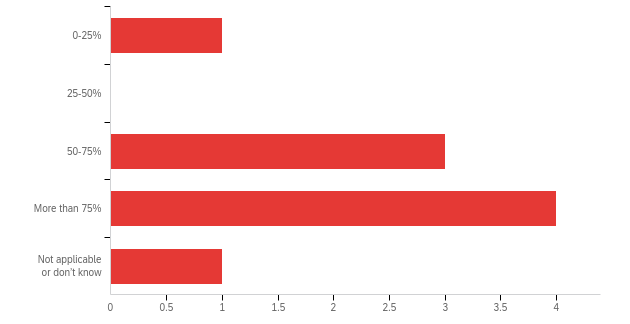 0-25%
25-50%
50-75%
More than 75%
Not applicable
or don't know
0 0.5 1 1.5 2 2.5 3 3.5 4